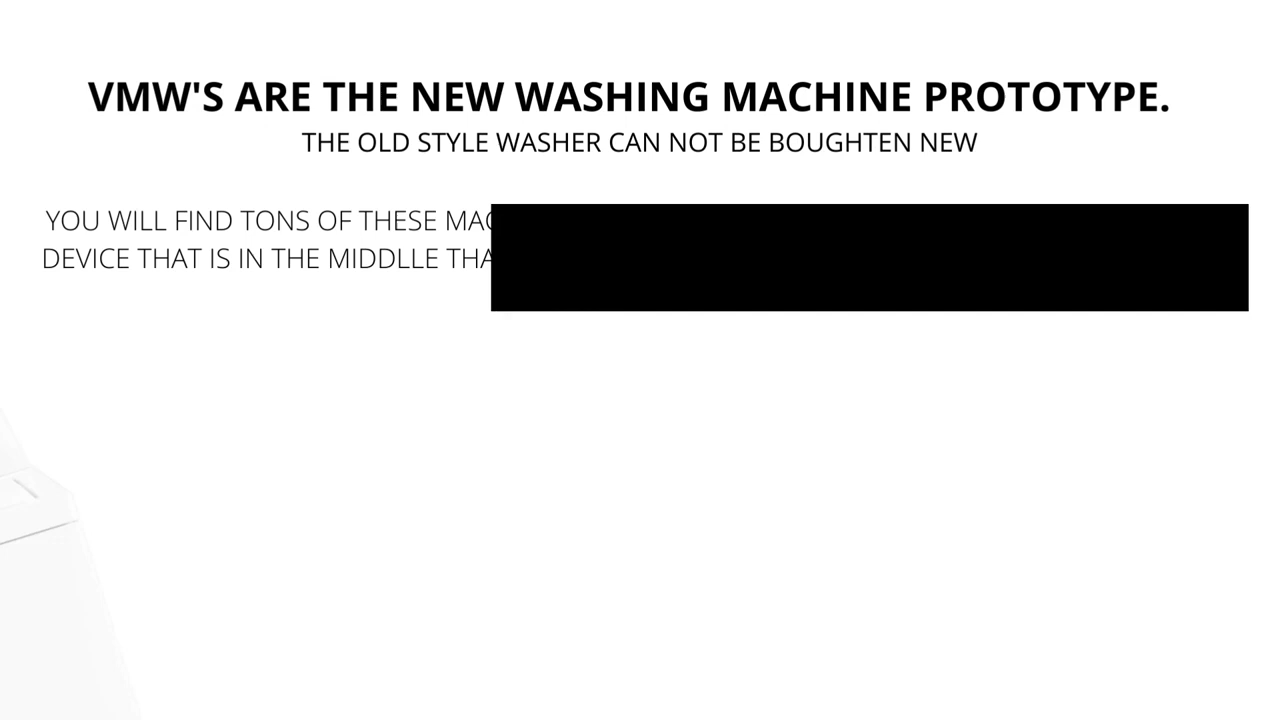 VMW'S ARE THE NEW WASHING MACHINE PROTOTYPE.
THE OLD STYLE WASHER CAN NOT BE BOUGHTEN NEW
YOU WILL FIND TONS OF THESE
DEVICE THAT IS IN THE MIDDLLE